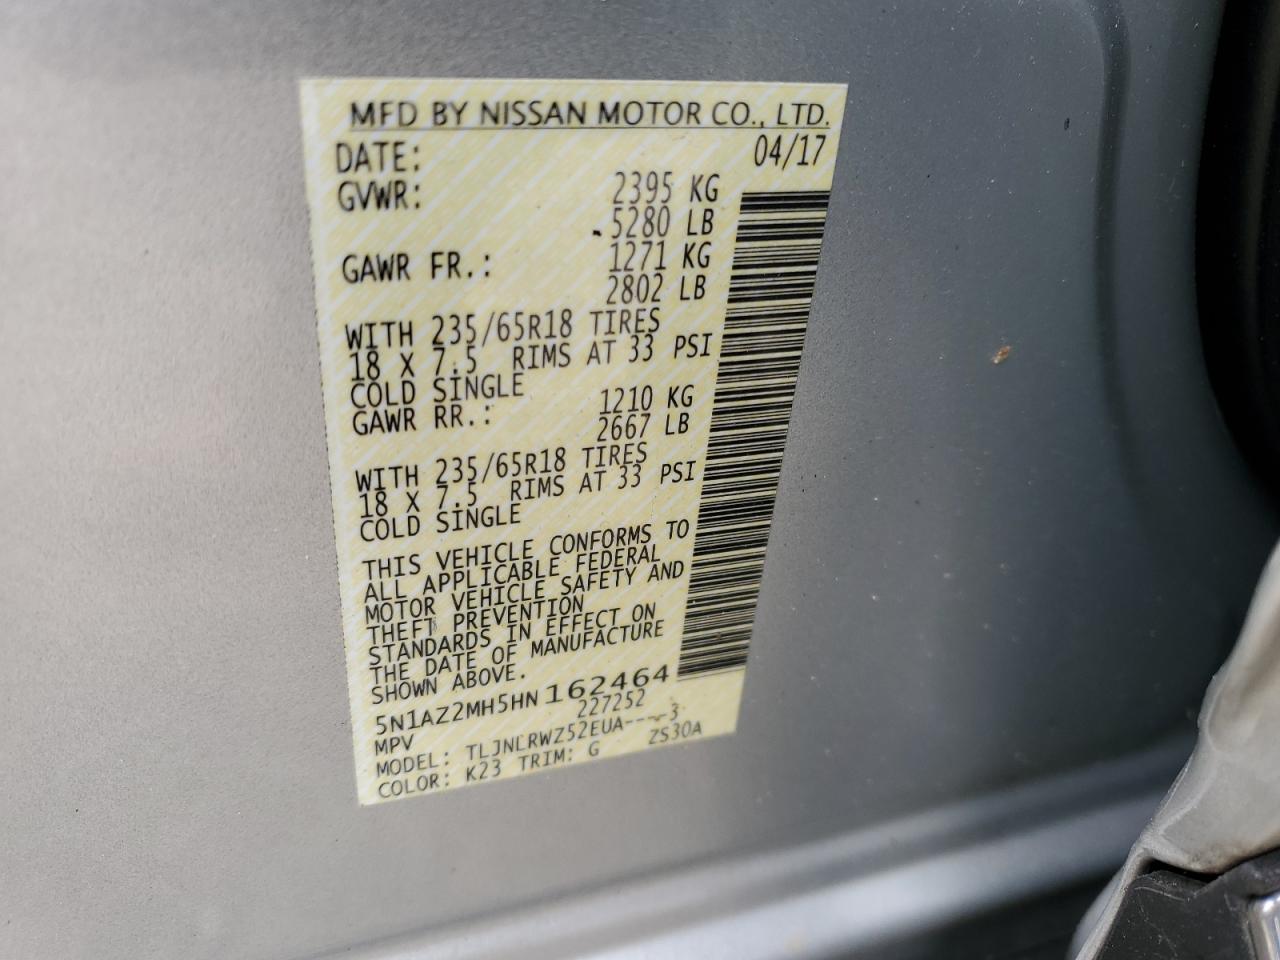 MFD BY NISSAN MOTOR CO., LTD.
DATE: 04/17
GVWR: 2395 KG
5280 LB
GAWR FR.: 1271 KG
2802 LB
WITH 235/65R18 TIRES
18 X 7.5 RIMS AT 33 PSI
COLD SINGLE
GAWR RR.: 1210 KG
2667 LB
WITH 235/65R18 TIRES
18 X 7.5 RIMS AT 33 PSI
COLD SINGLE
THIS VEHICLE CONFORMS TO
ALL APPLICABLE FEDERAL
MOTOR VEHICLE SAFETY AND
THEFT PREVENTION
STANDARDS IN EFFECT ON
THE DATE OF MANUFACTURE
SHOWN ABOVE.
5N1AZ2MH5HN162464
MPV 227252
MODEL: TLJNLRWZ52EUA----3
COLOR: K23 TRIM: G ZS30A